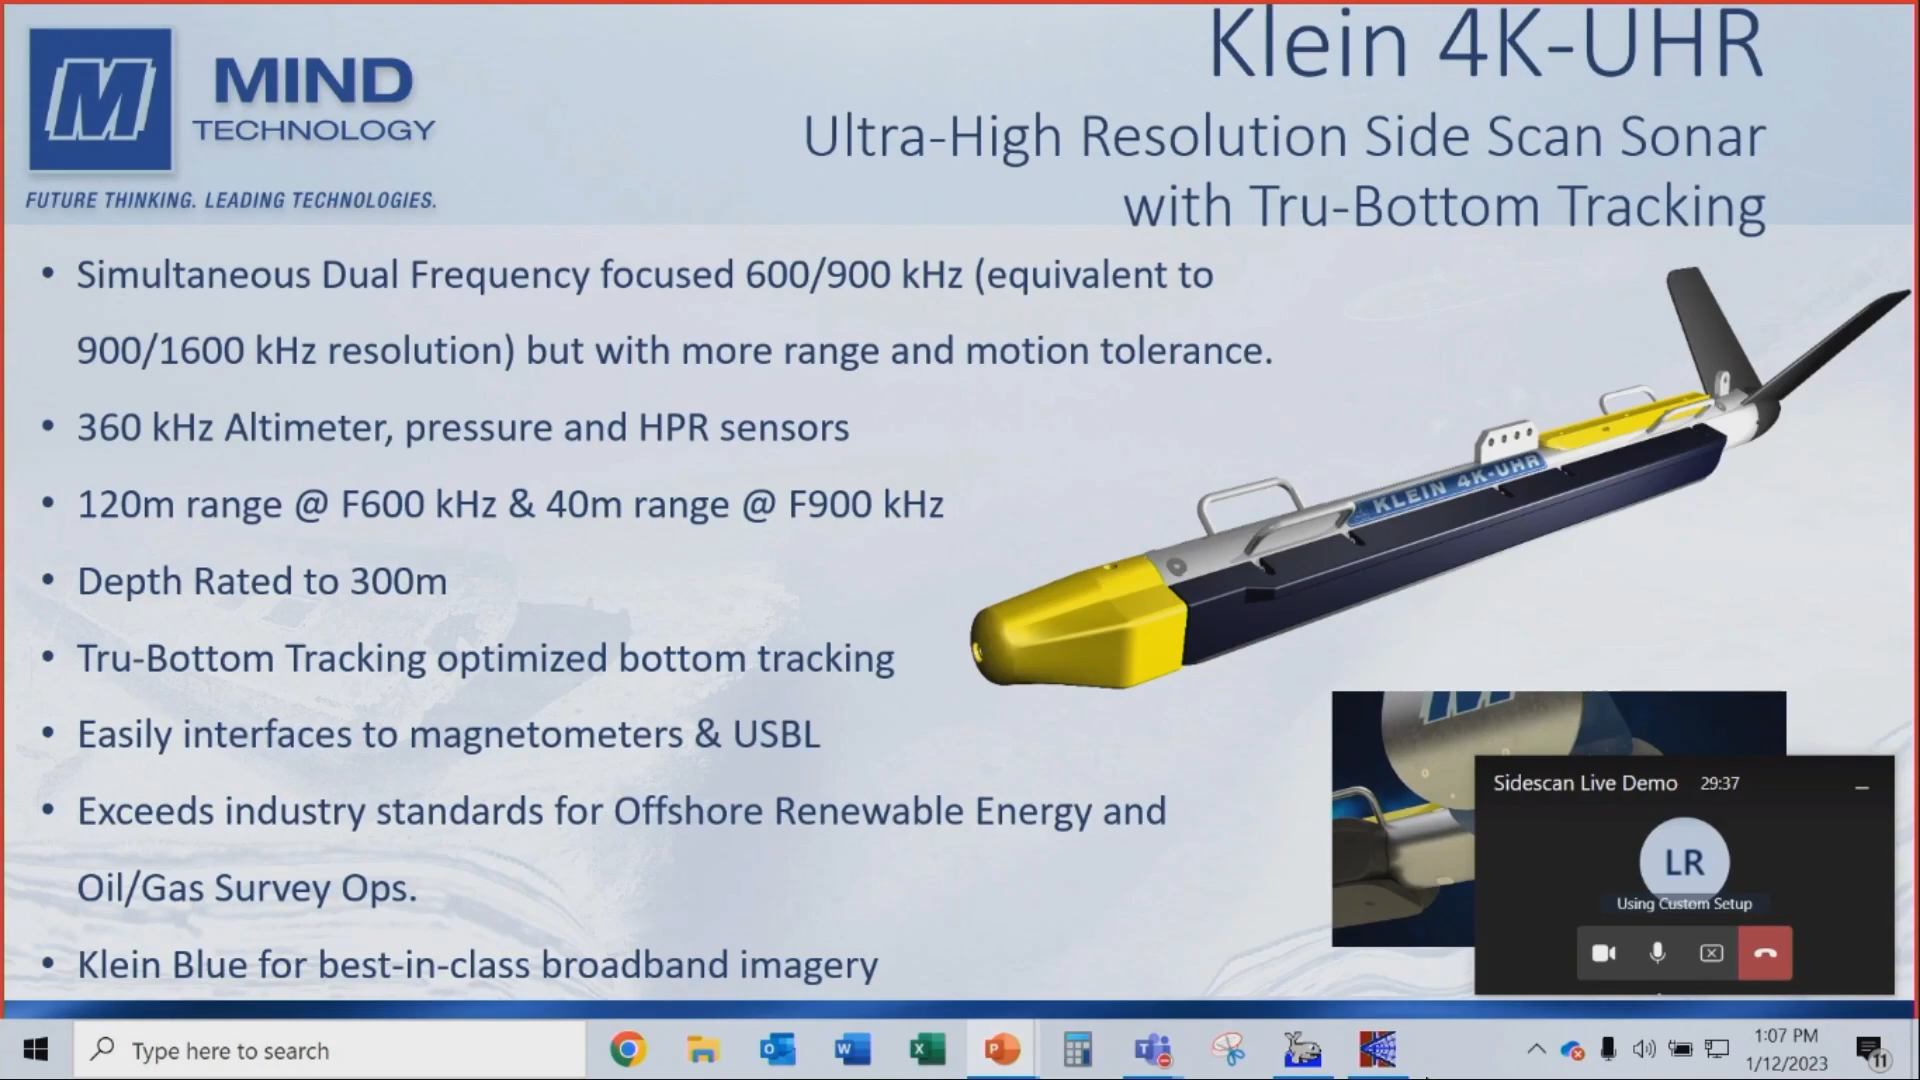 Klein 4K-UHR
MIND
TECHNOLOGY
FUTURE THINKING. LEADING TECHNOLOGIES.
Ultra-High Resolution Side Scan Sonar
with Tru-Bottom Tracking
• Simultaneous Dual Frequency focused 600/900 kHz (equivalent to
900/1600 kHz resolution) but with more range and motion tolerance.
• 360 kHz Altimeter, pressure and HPR sensors
• 120m range @ F600 kHz & 40m range @ F900 kHz
• Depth Rated to 300m
• Tru-Bottom Tracking optimized bottom tracking
• Easily interfaces to magnetometers & USBL
• Exceeds industry standards for Offshore Renewable Energy and
Oil/Gas Survey Ops.
• Klein Blue for best-in-class broadband imagery
KLEIN 4K-UHR
Sidescan Live Demo 29:37
LR
Using Custom Setup
Type here to search
1:07 PM
1/12/2023
11